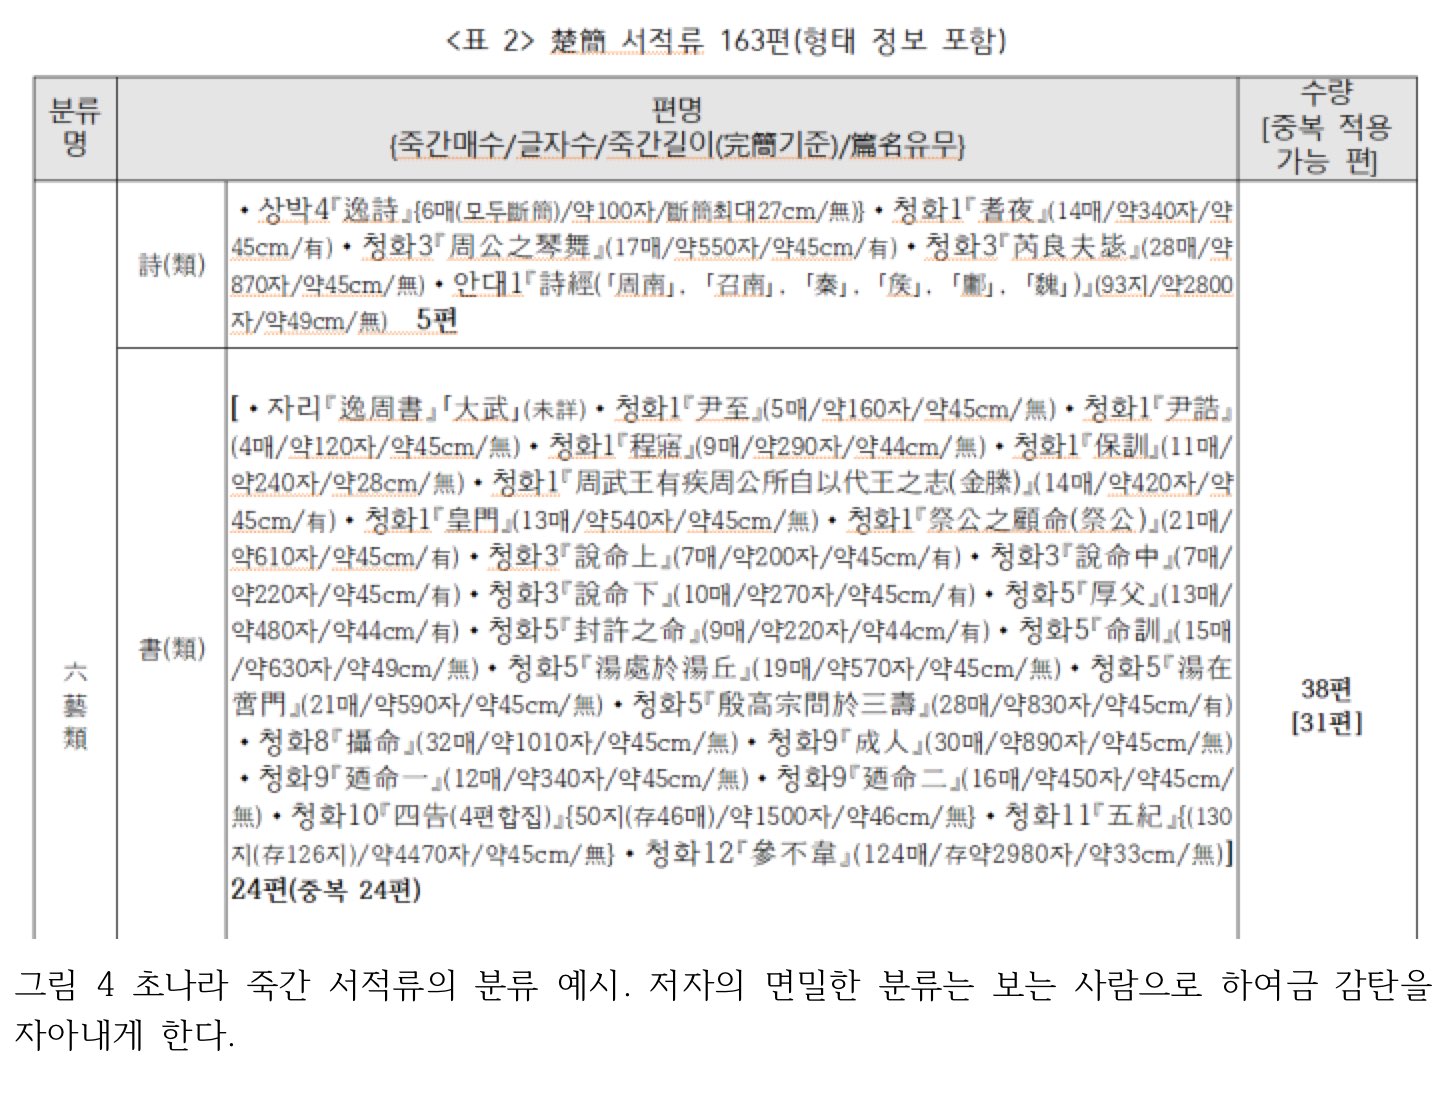 <표 2> 楚簡 서적류 163편(형태 정보 포함)
분류
명
편명
{죽간매수/글자수/죽간길이(完簡기준)/篇名유무}
수량
[중복 적용
가능 편]
六
藝
類
詩(類)
• 상박4『逸詩』{6매(모두斷簡)/약100자/斷簡최대27cm/無)} • 청화1『耆夜』(14매/약340자/약
45cm/有) • 청화3『周公之琴舞』(17매/약550자/약45cm/有) • 청화3『芮良夫毖』(28매/약
870자/약45cm/無) • 안대1『詩經(「周南」, 「召南」, 「秦」, 「矦」, 「鄘」, 「魏」)』(93지/약2800
자/약49cm/無) 5편
書(類)
[ • 자리『逸周書』「大武」(未詳) • 청화1『尹至』(5매/약160자/약45cm/無) • 청화1『尹誥』
(4매/약120자/약45cm/無) • 청화1『程寤』(9매/약290자/약44cm/無) • 청화1『保訓』(11매/
약240자/약28cm/無) • 청화1『周武王有疾周公所自以代王之志(金縢)』(14매/약420자/약
45cm/有) • 청화1『皇門』(13매/약540자/약45cm/無) • 청화1『祭公之顧命(祭公)』(21매/
약610자/약45cm/有) • 청화3『說命上』(7매/약200자/약45cm/有) • 청화3『說命中』(7매/
약220자/약45cm/有) • 청화3『說命下』(10매/약270자/약45cm/有) • 청화5『厚父』(13매/
약480자/약44cm/有) • 청화5『封許之命』(9매/약220자/약44cm/有) • 청화5『命訓』(15매
/약630자/약49cm/無) • 청화5『湯處於湯丘』(19매/약570자/약45cm/無) • 청화5『湯在
啻門』(21매/약590자/약45cm/無) • 청화5『殷高宗問於三壽』(28매/약830자/약45cm/有)
• 청화8『攝命』(32매/약1010자/약45cm/無) • 청화9『成人』(30매/약890자/약45cm/無)
• 청화9『廼命一』(12매/약340자/약45cm/無) • 청화9『廼命二』(16매/약450자/약45cm/
無) • 청화10『四告(4편합집)』{50지(存46매)/약1500자/약46cm/無} • 청화11『五紀』{(130
지(存126지)/약4470자/약45cm/無} • 청화12『參不韋』(124매/存약2980자/약33cm/無)]
24편(중복 24편)
38편
[31편]
그림 4 초나라 죽간 서적류의 분류 예시. 저자의 면밀한 분류는 보는 사람으로 하여금 감탄을
자아내게 한다.